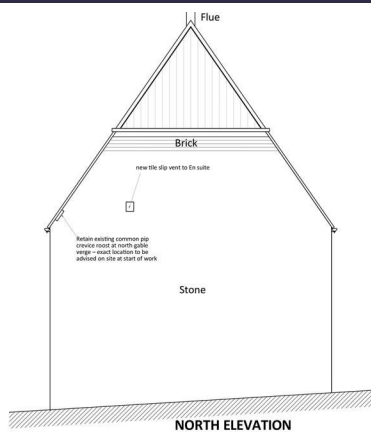 Flue
Brick
new tile slip vent to En suite
Retain existing common pip
crevice roost at north gable
verge – exact location to be
advised on site at start of work
Stone
NORTH ELEVATION